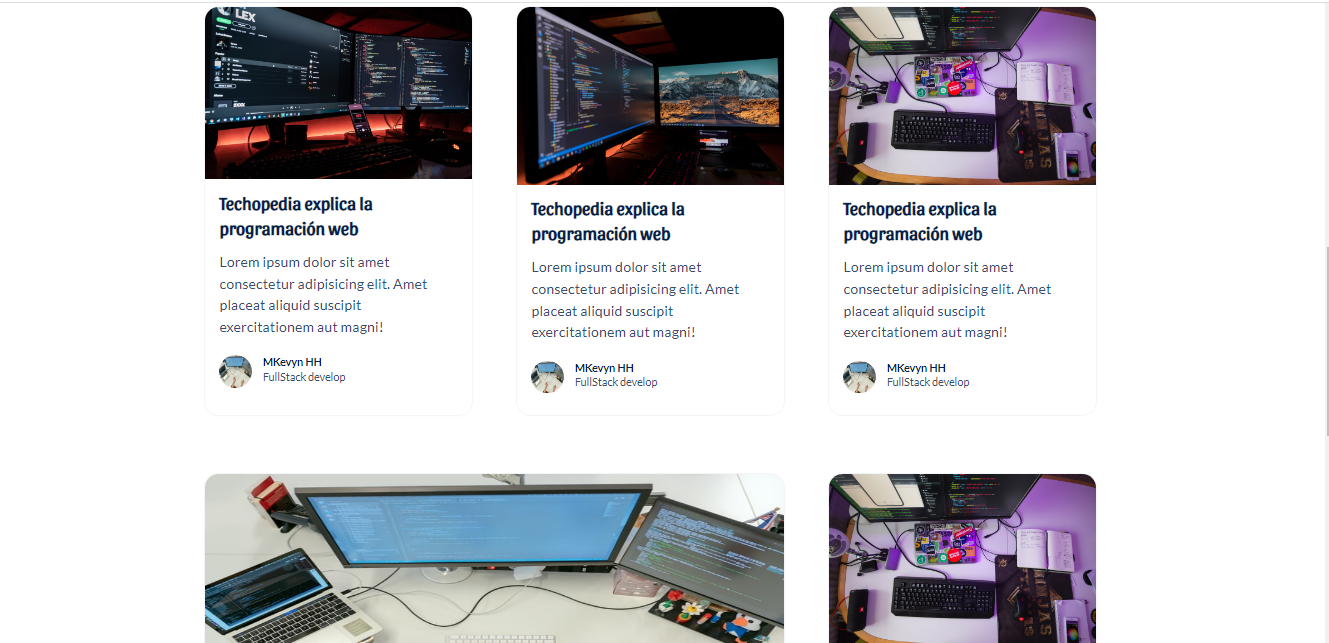 LEX
Techopedia explica la
programación web
Lorem ipsum dolor sit amet
consectetur adipisicing elit. Amet
placeat aliquid suscipit
exercitationem aut magni!
MKevyn HH
FullStack develop
Techopedia explica la
programación web
Lorem ipsum dolor sit amet
consectetur adipisicing elit. Amet
placeat aliquid suscipit
exercitationem aut magni!
MKevyn HH
FullStack develop
Techopedia explica la
programación web
Lorem ipsum dolor sit amet
consectetur adipisicing elit. Amet
placeat aliquid suscipit
exercitationem aut magni!
MKevyn HH
FullStack develop